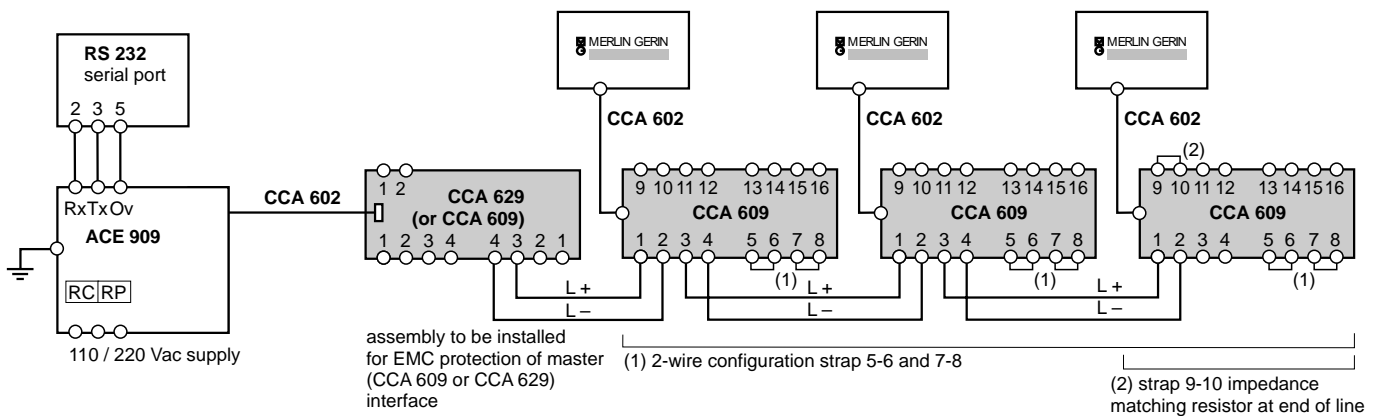 RS 232
serial port
2 3 5
RxTxOv
ACE 909
RC RP
110 / 220 Vac supply
CCA 602
1 2
CCA 629
(or CCA 609)
1 2 3 4 4 3 2 1
L +
L –
assembly to be installed
for EMC protection of master
(CCA 609 or CCA 629)
interface
MERLIN GERIN
CCA 602
9 10 11 12 13 14 15 16
CCA 609
1 2 3 4 5 6 7 8
(1)
L +
L –
MERLIN GERIN
CCA 602
9 10 11 12 13 14 15 16
CCA 609
1 2 3 4 5 6 7 8
(1)
L +
L –
MERLIN GERIN
CCA 602
(2)
9 10 11 12 13 14 15 16
CCA 609
1 2 3 4 5 6 7 8
(1)
(1) 2-wire configuration strap 5-6 and 7-8
(2) strap 9-10 impedance
matching resistor at end of line